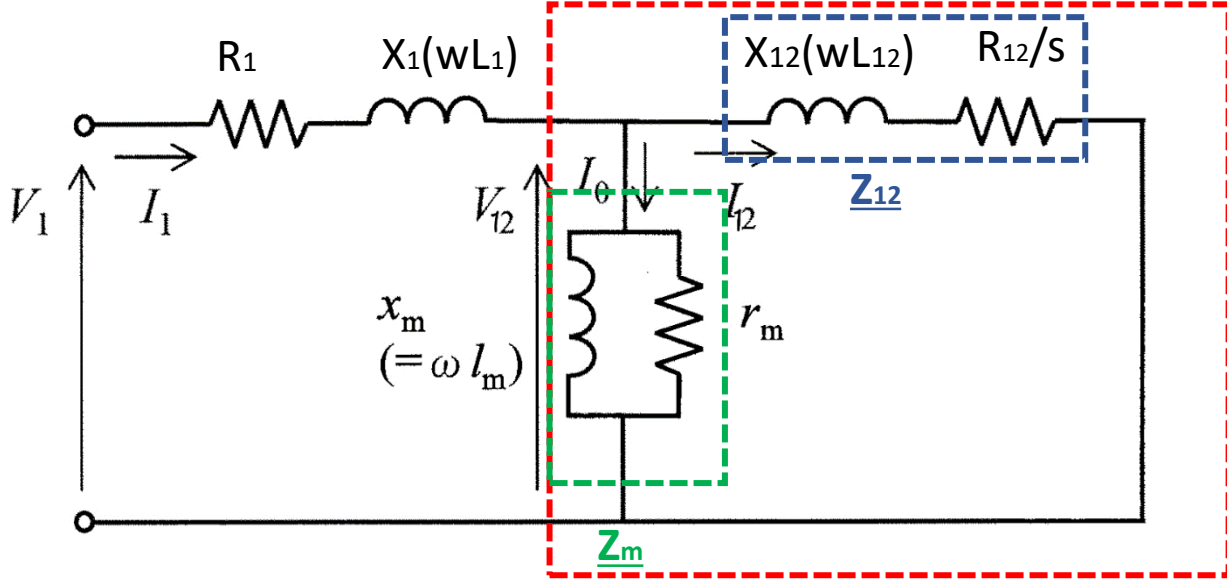 R₁ X₁(wL₁) X₁₂(wL₁₂) R₁₂/s
V₁ I₁ V₁₂ I₀ I₁₂ Z₁₂
xₘ rₘ
(= ω lₘ)
Zₘ